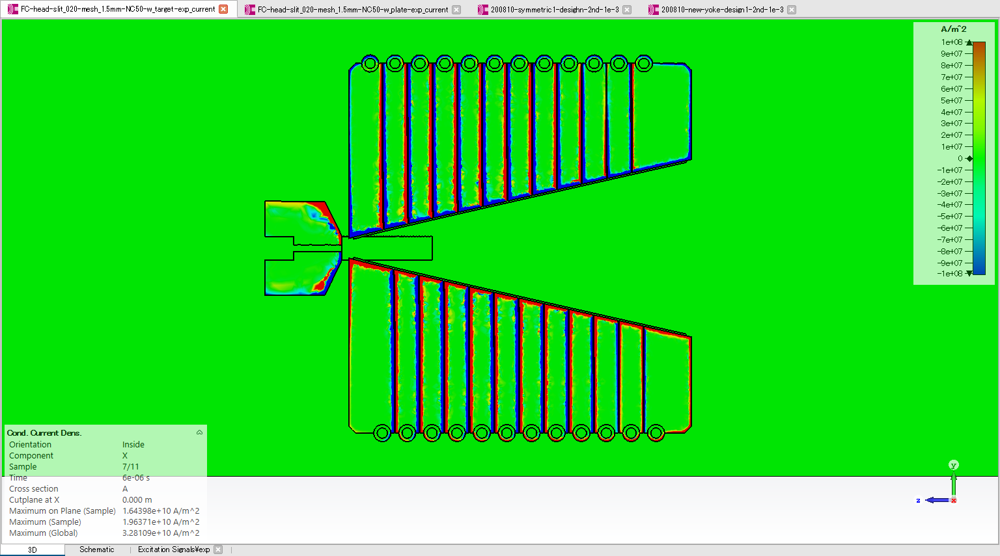 FC-head-slit_020-mesh_1.5mm-NC50-w_target-exp_current
FC-head-slit_020-mesh_1.5mm-NC50-w_plate-exp_current
200810-symmetric1-desighn-2nd-1e-3
200810-new-yoke-design1-2nd-1e-3
A/m^2
1e+08
9e+07
8e+07
7e+07
6e+07
5e+07
4e+07
3e+07
2e+07
1e+07
0
-1e+07
-2e+07
-3e+07
-4e+07
-5e+07
-6e+07
-7e+07
-8e+07
-9e+07
-1e+08
Cond. Current Dens.
Orientation Inside
Component X
Sample 7/11
Time 6e-06 s
Cross section A
Cutplane at X 0.000 m
Maximum on Plane (Sample) 1.64398e+10 A/m^2
Maximum (Sample) 1.96371e+10 A/m^2
Maximum (Global) 3.28109e+10 A/m^2
y
z x
3D Schematic Excitation Signals¥exp